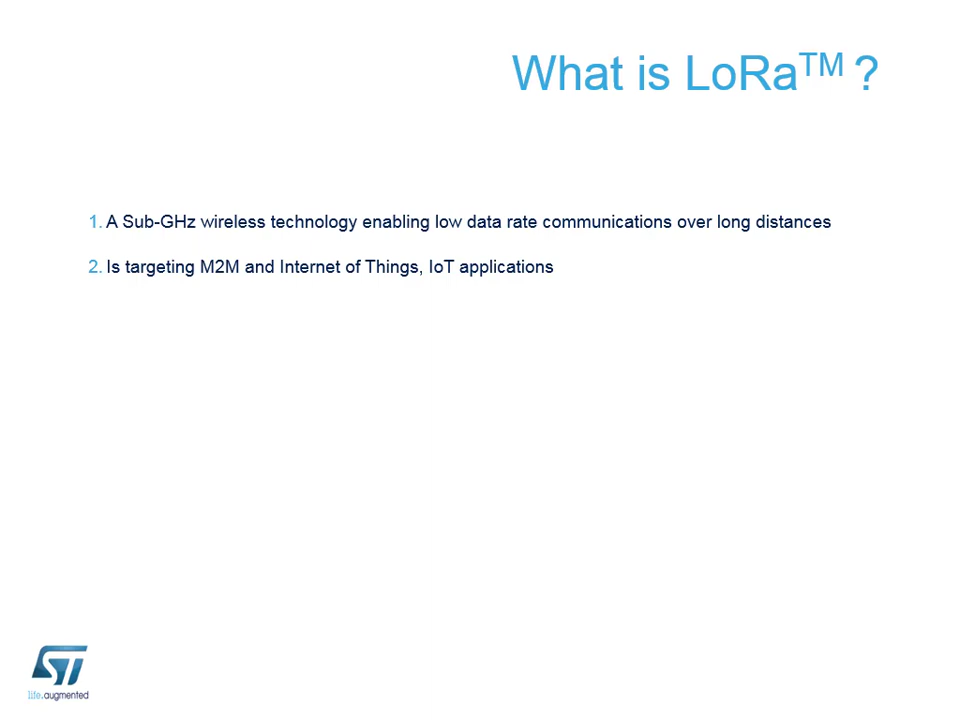 What is LoRa™ ?
1. A Sub-GHz wireless technology enabling low data rate communications over long distances
2. Is targeting M2M and Internet of Things, IoT applications
ST
life.augmented